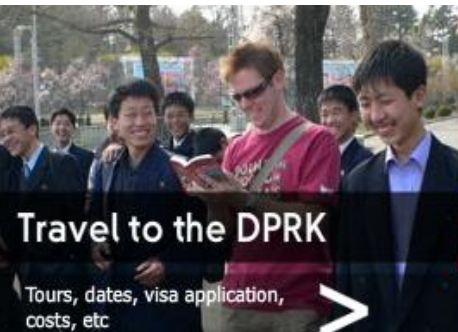 Travel to the DPRK
Tours, dates, visa application,
costs, etc
>